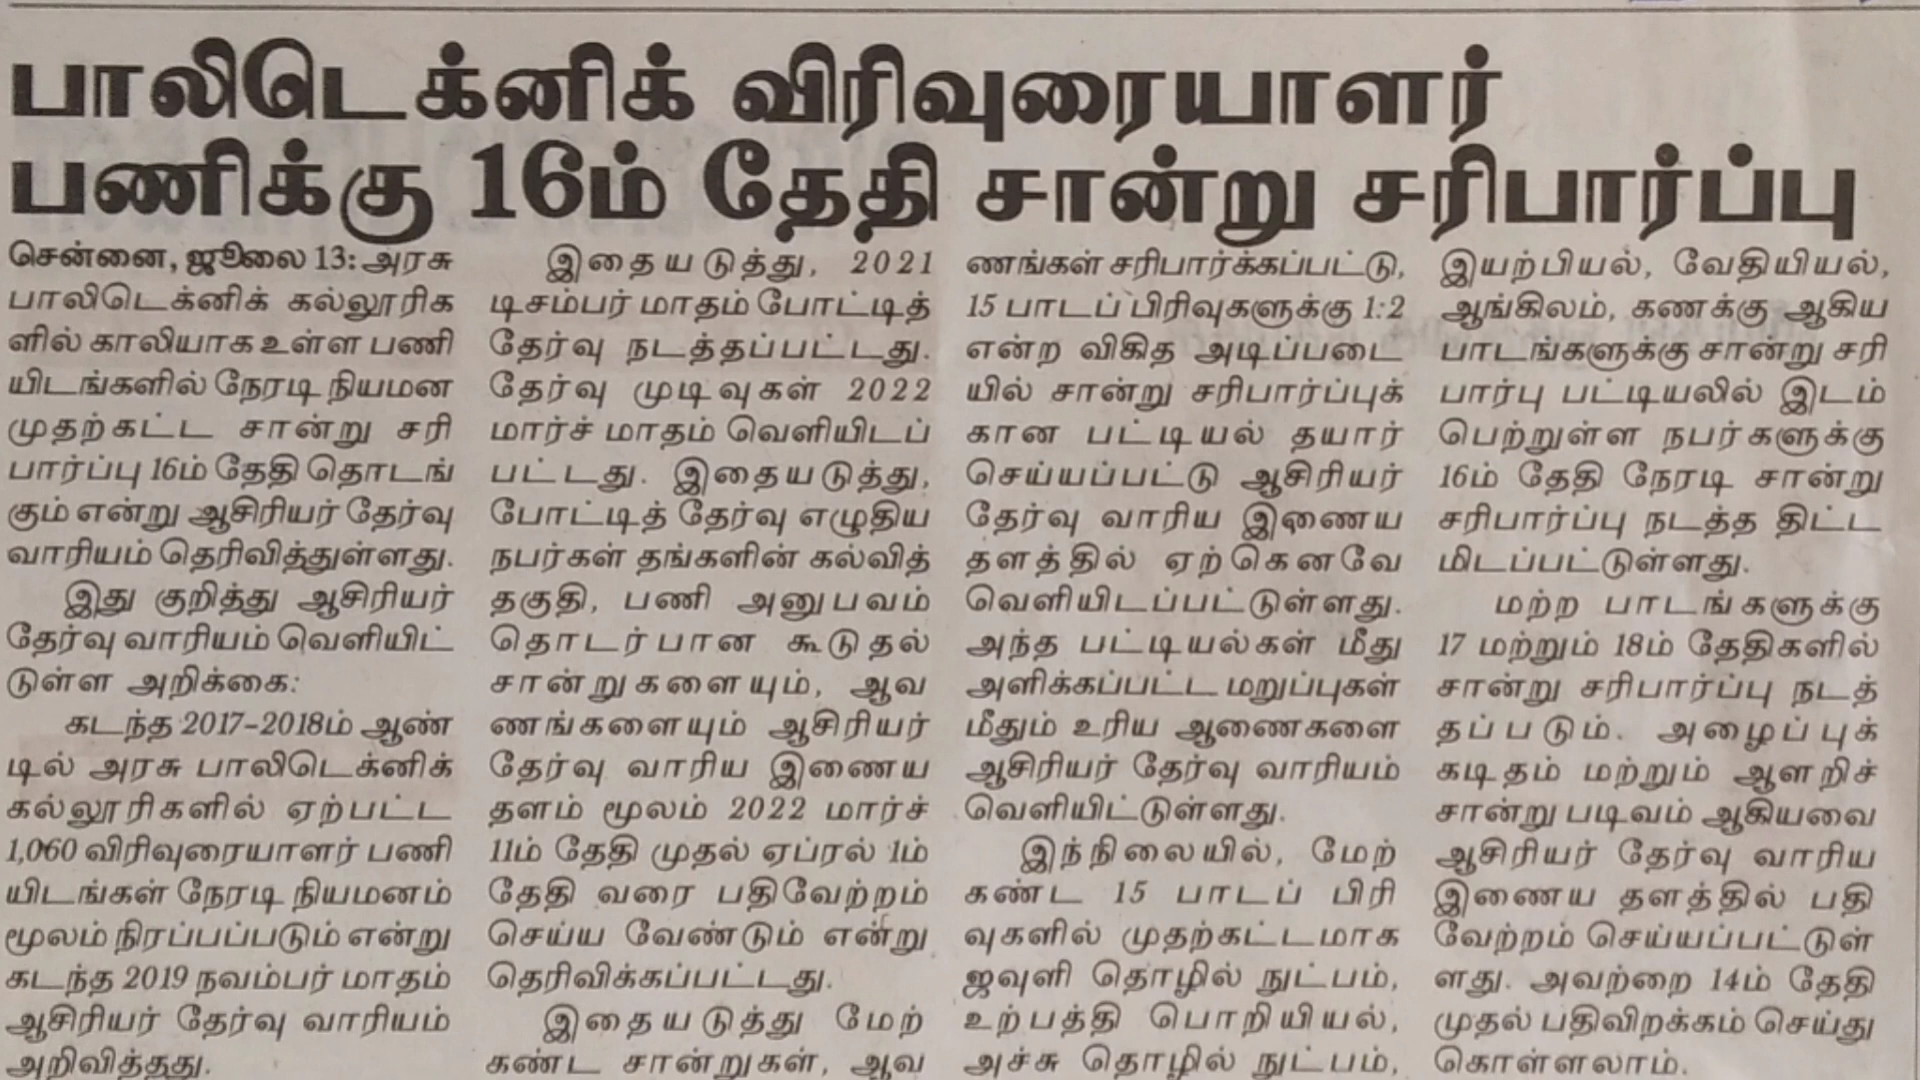 பாலிடெக்னிக் விரிவுரையாளர்
பணிக்கு 16ம் தேதி சான்று சரிபார்ப்பு
சென்னை, ஜூலை 13: அரசு
பாலிடெக்னிக் கல்லூரிக
ளில் காலியாக உள்ள பணி
யிடங்களில் நேரடி நியமன
முதற்கட்ட சான்று சரி
பார்ப்பு 16ம் தேதி தொடங்
கும் என்று ஆசிரியர் தேர்வு
வாரியம் தெரிவித்துள்ளது.
இது குறித்து ஆசிரியர்
தேர்வு வாரியம் வெளியிட்
டுள்ள அறிக்கை:
கடந்த 2017-2018ம் ஆண்
டில் அரசு பாலிடெக்னிக்
கல்லூரிகளில் ஏற்பட்ட
1,060 விரிவுரையாளர் பணி
யிடங்கள் நேரடி நியமனம்
மூலம் நிரப்பப்படும் என்று
கடந்த 2019 நவம்பர் மாதம்
ஆசிரியர் தேர்வு வாரியம்
அறிவித்தது.
இதையடுத்து, 2021
டிசம்பர் மாதம் போட்டித்
தேர்வு நடத்தப்பட்டது.
தேர்வு முடிவுகள் 2022
மார்ச் மாதம் வெளியிடப்
பட்டது. இதையடுத்து,
போட்டித் தேர்வு எழுதிய
நபர்கள் தங்களின் கல்வித்
தகுதி, பணி அனுபவம்
தொடர்பான கூடுதல்
சான்றுகளையும், ஆவ
ணங்களையும் ஆசிரியர்
தேர்வு வாரிய இணைய
தளம் மூலம் 2022 மார்ச்
11ம் தேதி முதல் ஏப்ரல் 1ம்
தேதி வரை பதிவேற்றம்
செய்ய வேண்டும் என்று
தெரிவிக்கப்பட்டது.
இதையடுத்து மேற்
கண்ட சான்றுகள், ஆவ
ணங்கள் சரிபார்க்கப்பட்டு,
15 பாடப் பிரிவுகளுக்கு 1:2
என்ற விகித அடிப்படை
யில் சான்று சரிபார்ப்புக்
கான பட்டியல் தயார்
செய்யப்பட்டு ஆசிரியர்
தேர்வு வாரிய இணைய
தளத்தில் ஏற்கெனவே
வெளியிடப்பட்டுள்ளது.
அந்த பட்டியல்கள் மீது
அளிக்கப்பட்ட மறுப்புகள்
மீதும் உரிய ஆணைகளை
ஆசிரியர் தேர்வு வாரியம்
வெளியிட்டுள்ளது.
இந்நிலையில், மேற்
கண்ட 15 பாடப் பிரி
வுகளில் முதற்கட்டமாக
ஜவுளி தொழில் நுட்பம்,
உற்பத்தி பொறியியல்,
அச்சு தொழில் நுட்பம்,
இயற்பியல், வேதியியல்,
ஆங்கிலம், கணக்கு ஆகிய
பாடங்களுக்கு சான்று சரி
பார்பு பட்டியலில் இடம்
பெற்றுள்ள நபர்களுக்கு
16ம் தேதி நேரடி சான்று
சரிபார்ப்பு நடத்த திட்ட
மிடப்பட்டுள்ளது.
மற்ற பாடங்களுக்கு
17 மற்றும் 18ம் தேதிகளில்
சான்று சரிபார்ப்பு நடத்
தப்படும். அழைப்புக்
கடிதம் மற்றும் ஆளறிச்
சான்று படிவம் ஆகியவை
ஆசிரியர் தேர்வு வாரிய
இணைய தளத்தில் பதி
வேற்றம் செய்யப்பட்டுள்
ளது. அவற்றை 14ம் தேதி
முதல் பதிவிறக்கம் செய்து
கொள்ளலாம்.